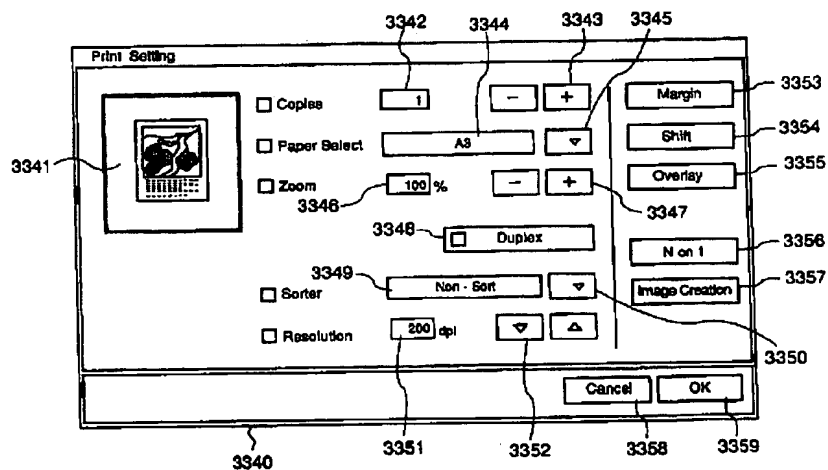 3342 3344 3343 3345
Print Setting
Copies 1 - +
Margin 3353
Paper Select A3
Shift 3354
3341
Zoom 100 % - +
Overlay 3355
3346 3347
3348 Duplex
N on 1 3356
3349
Sorter Non - Sort
Image Creation 3357
Resolution 200 dpi
3350
Cancel OK
3340 3351 3352 3358 3359